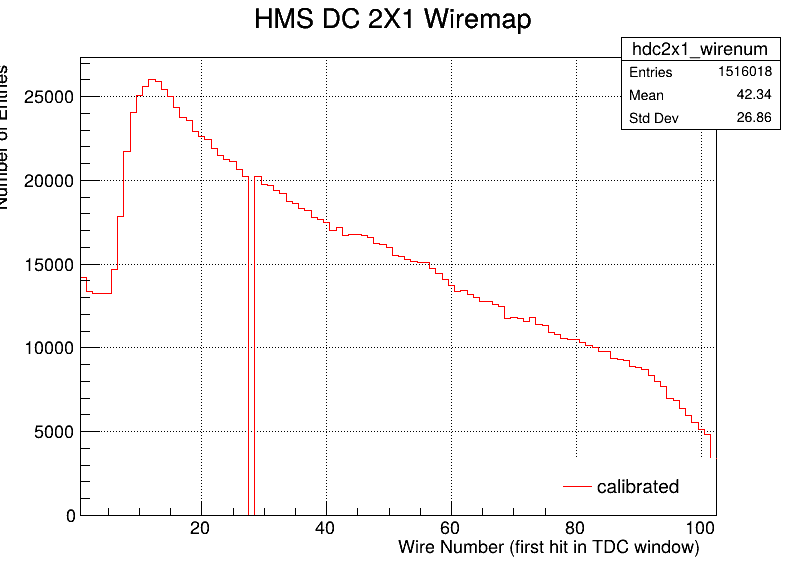 HMS DC 2X1 Wiremap
hdc2x1_wirenum
Entries 1516018
Mean 42.34
Std Dev 26.86
Number of Entries
25000
20000
15000
10000
5000
0
20 40 60 80 100
calibrated
Wire Number (first hit in TDC window)